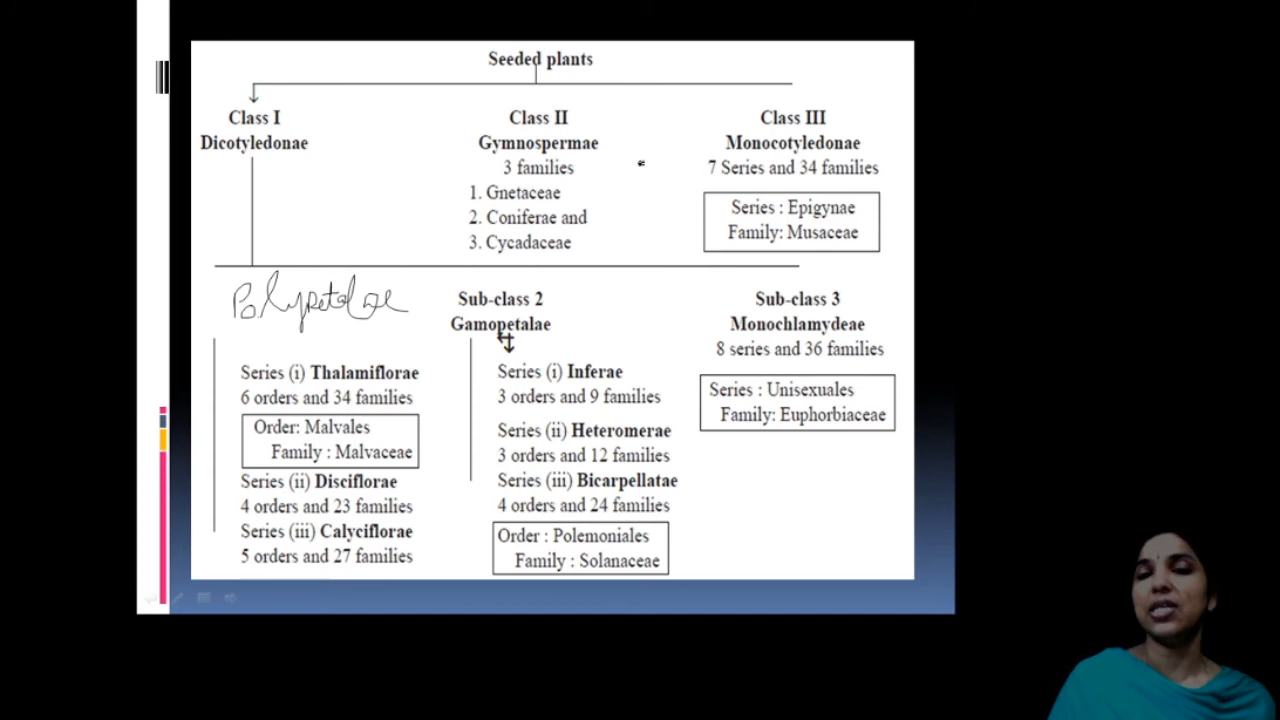 Seeded plants
Class I
Dicotyledonae
Class II
Gymnospermae
3 families
1. Gnetaceae
2. Coniferae and
3. Cycadaceae
Class III
Monocotyledonae
7 Series and 34 families
Series : Epigynae
Family: Musaceae
Polypetalae
Series (i) Thalamiflorae
6 orders and 34 families
Order: Malvales
Family : Malvaceae
Series (ii) Disciflorae
4 orders and 23 families
Series (iii) Calyciflorae
5 orders and 27 families
Sub-class 2
Gamopetalae
Series (i) Inferae
3 orders and 9 families
Series (ii) Heteromerae
3 orders and 12 families
Series (iii) Bicarpellatae
4 orders and 24 families
Order : Polemoniales
Family : Solanaceae
Sub-class 3
Monochlamydeae
8 series and 36 families
Series : Unisexuales
Family: Euphorbiaceae